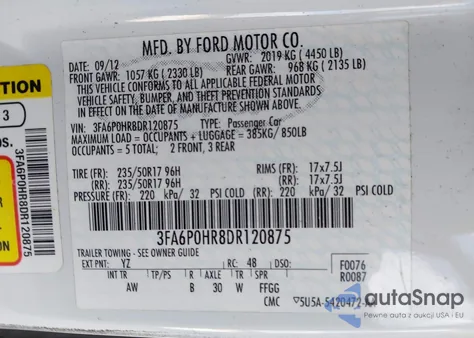 MFD. BY FORD MOTOR CO.
09/12 GVWR: 2019 KG ( 4450 LB)
FRONT GAWR: 1057 KG ( 2330 LB) REAR GAWR: 968 KG ( 2135 LB)
THIS VEHICLE CONFORMS TO ALL APPLICABLE FEDERAL MOTOR
VEHICLE SAFETY, BUMPER, AND THEFT PREVENTION STANDARDS
IN EFFECT ON THE DATE OF MANUFACTURE SHOWN ABOVE.
VIN: 3FA6P0HR8DR120875 TYPE: Passenger Car
MAXIMUM LOAD = OCCUPANTS + LUGGAGE = 385KG/ 850LB
OCCUPANTS = 5 TOTAL; 2 FRONT, 3 REAR
TIRE (FR): 235/50R17 96H RIMS (FR): 17x7.5J
(RR): 235/50R17 96H (RR): 17x7.5J
PRESSURE (FR): 220 kPa/ 32 PSI COLD (RR): 220 kPa/ 32 PSI COLD
3FA6P0HR8DR120875
TRAILER TOWING - SEE OWNER GUIDE
EXT PNT: YZ RC: 48 DSO: F0076
R0087
INT TR TP/PS R AXLE TR SPR
AW B 30 W FFGG
CMC
3
3FA6P0HR8DR120875
autoSnap
Реальные аукционы USA i EU